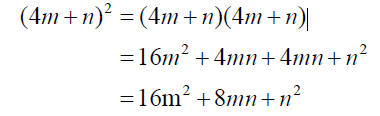 (4m + n)² = (4m + n)(4m + n)|
= 16m² + 4mn + 4mn + n²
= 16m² + 8mn + n²